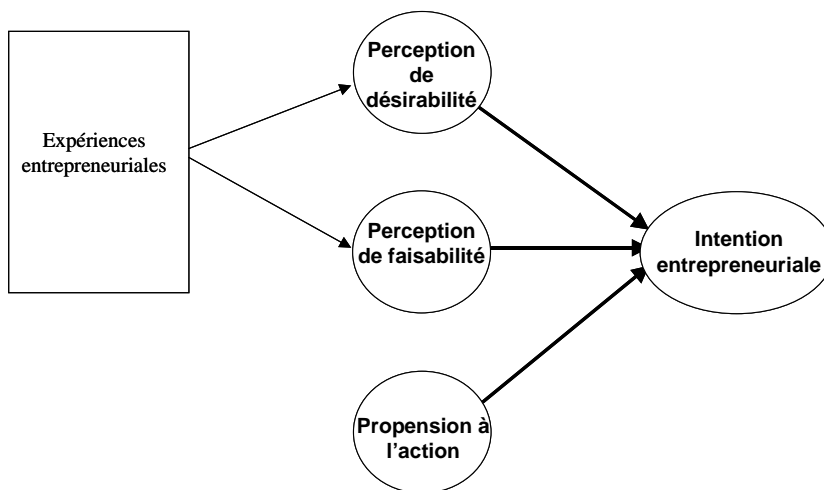 Expériences
entrepreneuriales
Perception
de
désirabilité
Perception
de faisabilité
Propension à
l’action
Intention
entrepreneuriale